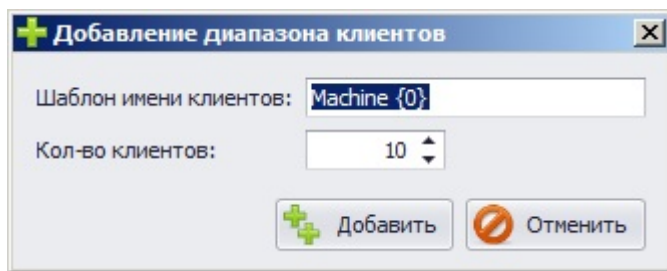 Добавление диапазона клиентов
Шаблон имени клиентов: Machine {0}
Кол-во клиентов: 10
Добавить Отменить